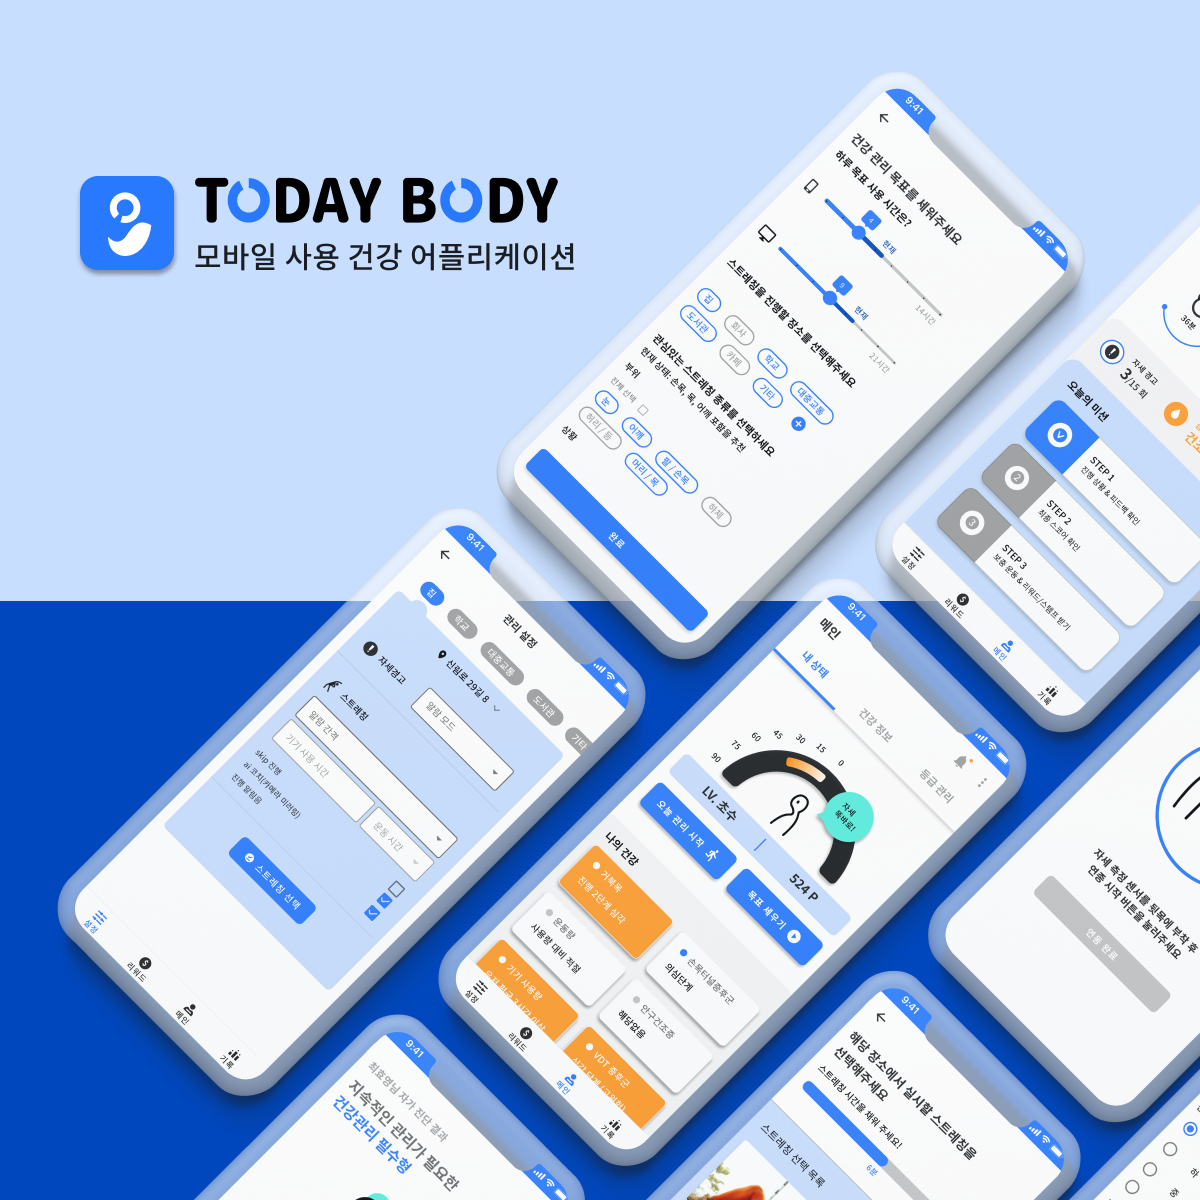 TODAY BODY
모바일 사용 건강 어플리케이션
9:41
건강 관리 목표를 세워주세요
하루 목표 사용 시간은?
4
현재
14시간
9
현재
21시간
스트레칭을 진행할 장소를 선택해주세요
집
회사
학교
대중교통
도서관
카페
기타
관심있는 스트레칭 종류를 선택하세요
현재 상태: 손목, 목, 어깨 포함을 추천
부위
전체 선택
눈
어깨
팔 / 손목
하체
허리 / 등
머리 / 목
상황
완료
36분
자세 경고
3/15 회
오늘의 미션
STEP 1
진행 상황 & 피드백 확인
2
STEP 2
최종 스코어 확인
3
STEP 3
보충 운동 & 리워드/스탬프 받기
설정
리워드
메인
기록
9:41
관리 설정
집
학교
대중교통
도서관
기타
신림로 29길 8
자세경고
알람 모드
스트레칭
알람 간격
기기 사용 시간
운동 시간
skip 진행
ai 코치(카메라 미러링)
진행 알림음
스트레칭 선택
설정
리워드
메인
기록
9:41
메인
내 상태
건강 정보
등급 관리
90
75
60
45
30
15
0
자세
똑바로!
LV. 초수
524 P
오늘 관리 시작
목표 세우기
나의 건강
거북목
진행 2단계 심각
손목터널증후군
의심단계
운동량
사용량 대비 적절
안구건조증
해당없음
기기 사용량
VDT 증후군
설정
리워드
메인
기록
자세 측정 센서를 뒷목에 부착 후
연동 시작 버튼을 눌러주세요
연동 완료
9:41
최효영님 자가 진단 결과
지속적인 관리가 필요한
건강관리 필수형
9:41
해당 장소에서 실시할 스트레칭을
선택해주세요
스트레칭 시간을 채워 주세요!
6분
스트레칭 선택 목록